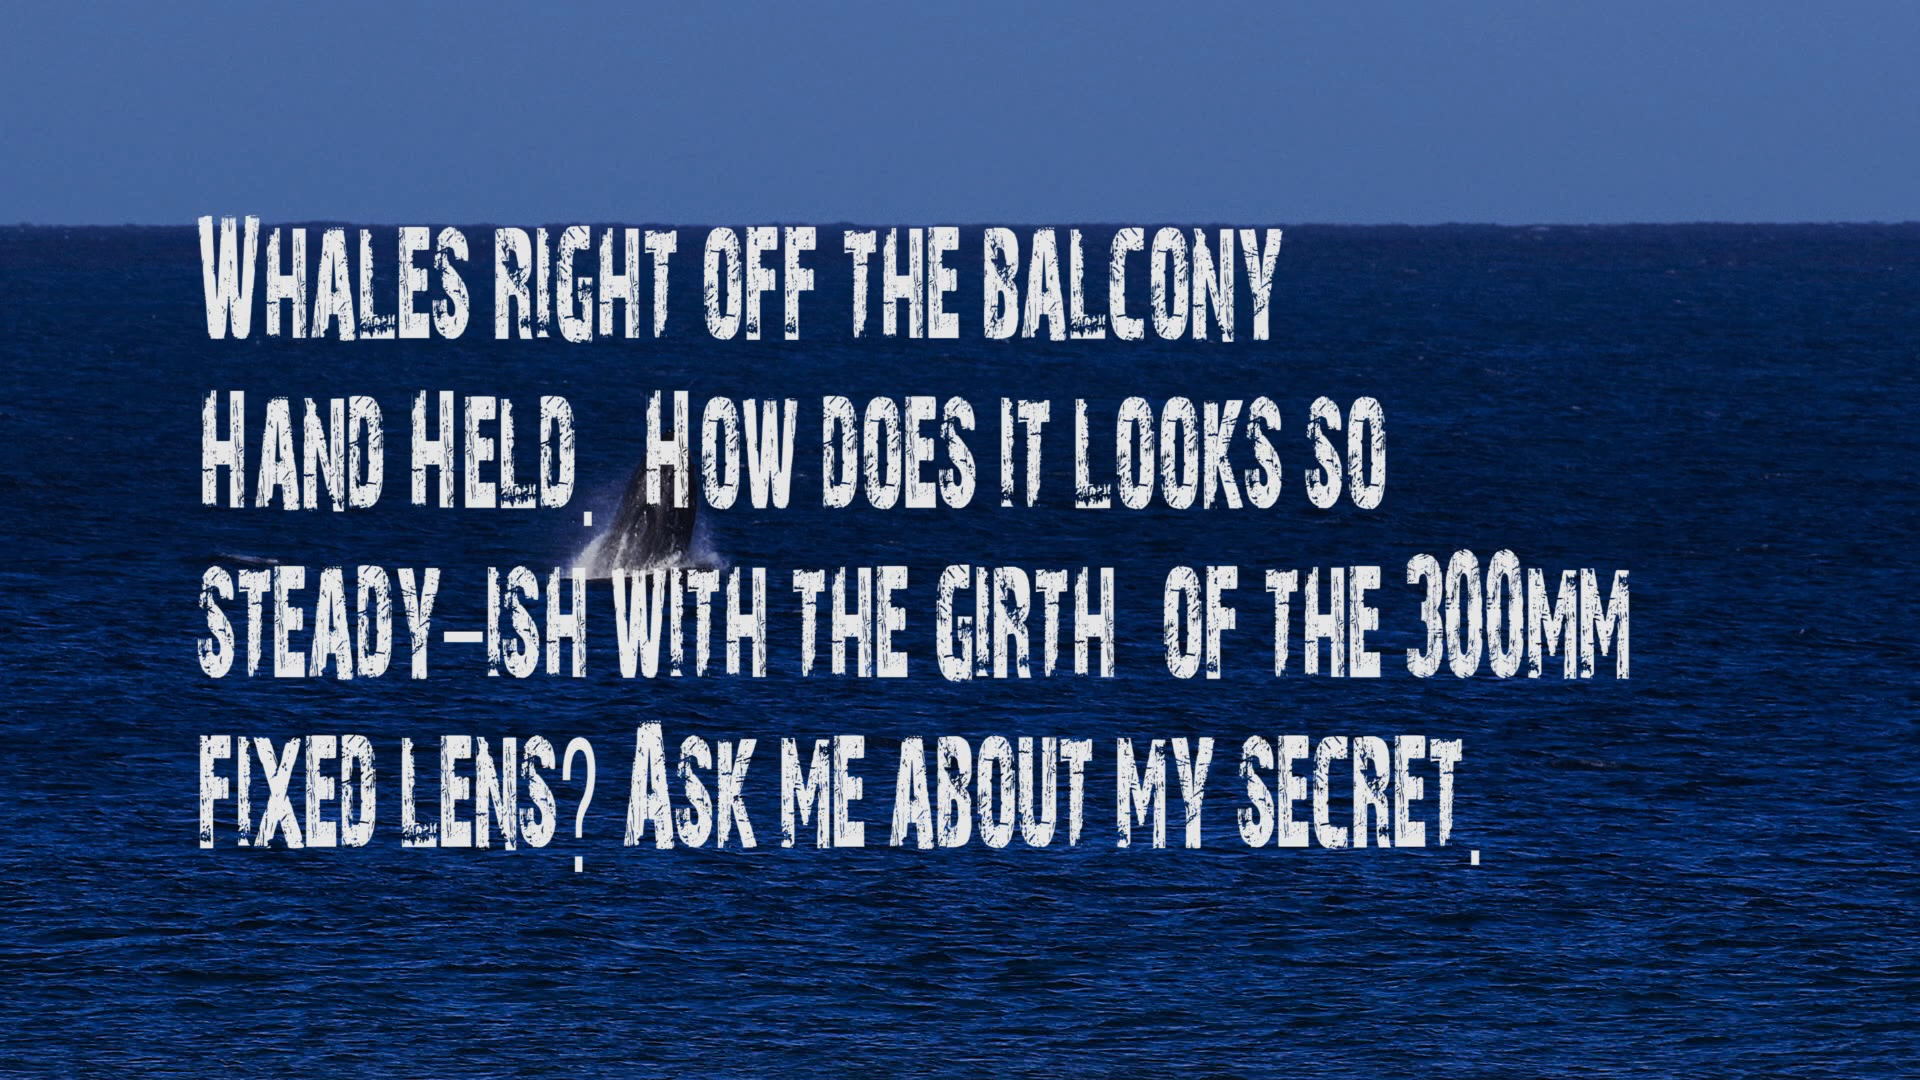 Whales right off the balcony
Hand Held. How does it looks so
steady-ish with the girth of the 300mm
fixed lens? Ask me about my secret.